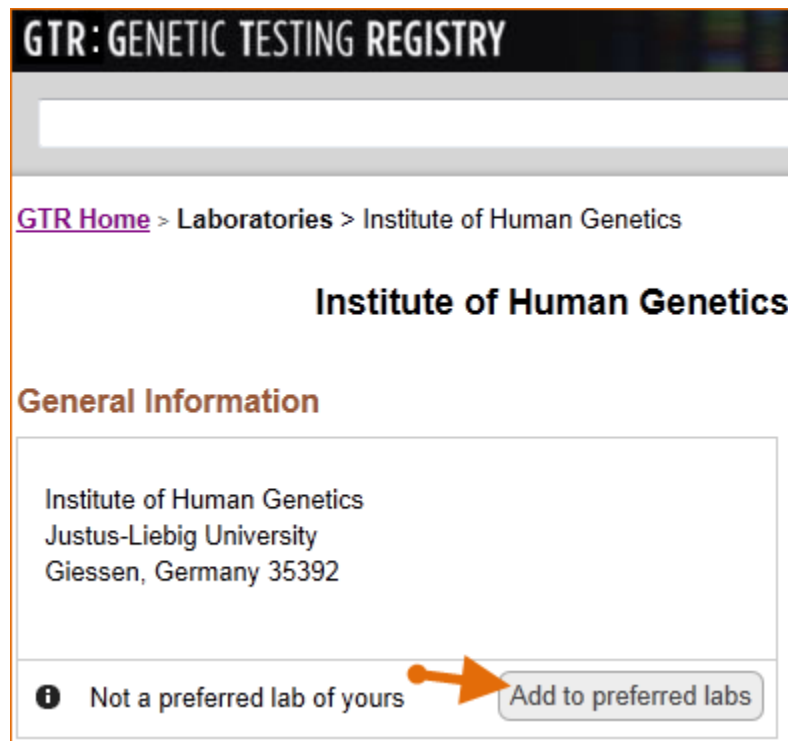 GTR: GENETIC TESTING REGISTRY
GTR Home > Laboratories > Institute of Human Genetics
Institute of Human Genetics
General Information
Institute of Human Genetics
Justus-Liebig University
Giessen, Germany 35392
Not a preferred lab of yours
Add to preferred labs